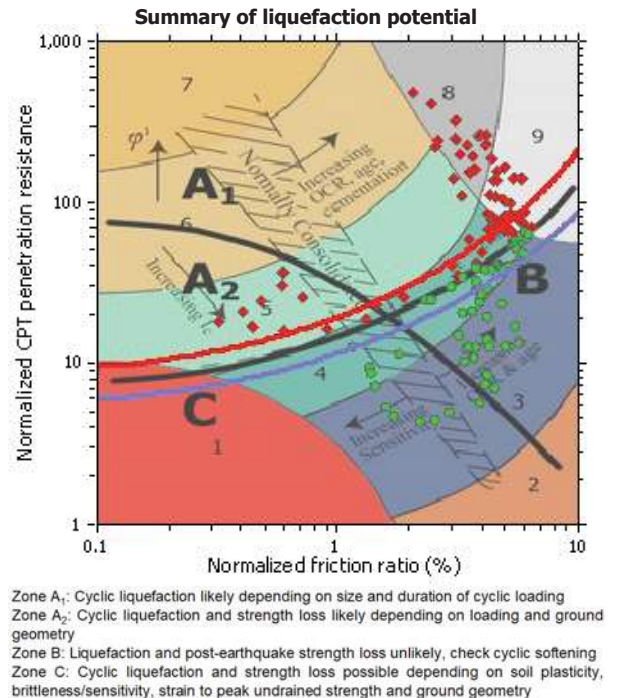 Summary of liquefaction potential
1,000
7
8
9
φ'
Increasing
OCR, age,
cementation
Normally Consolid
A1
100
6
Normalized CPT penetration resistance
A2
Increasing Ic
5
B
10
4
& age
3
C
Increasing
Sensitiv
1
2
1
0.1
1
10
Normalized friction ratio (%)
Zone A1: Cyclic liquefaction likely depending on size and duration of cyclic loading
Zone A2: Cyclic liquefaction and strength loss likely depending on loading and ground
geometry
Zone B: Liquefaction and post-earthquake strength loss unlikely, check cyclic softening
Zone C: Cyclic liquefaction and strength loss possible depending on soil plasticity,
brittleness/sensitivity, strain to peak undrained strength and ground geometry